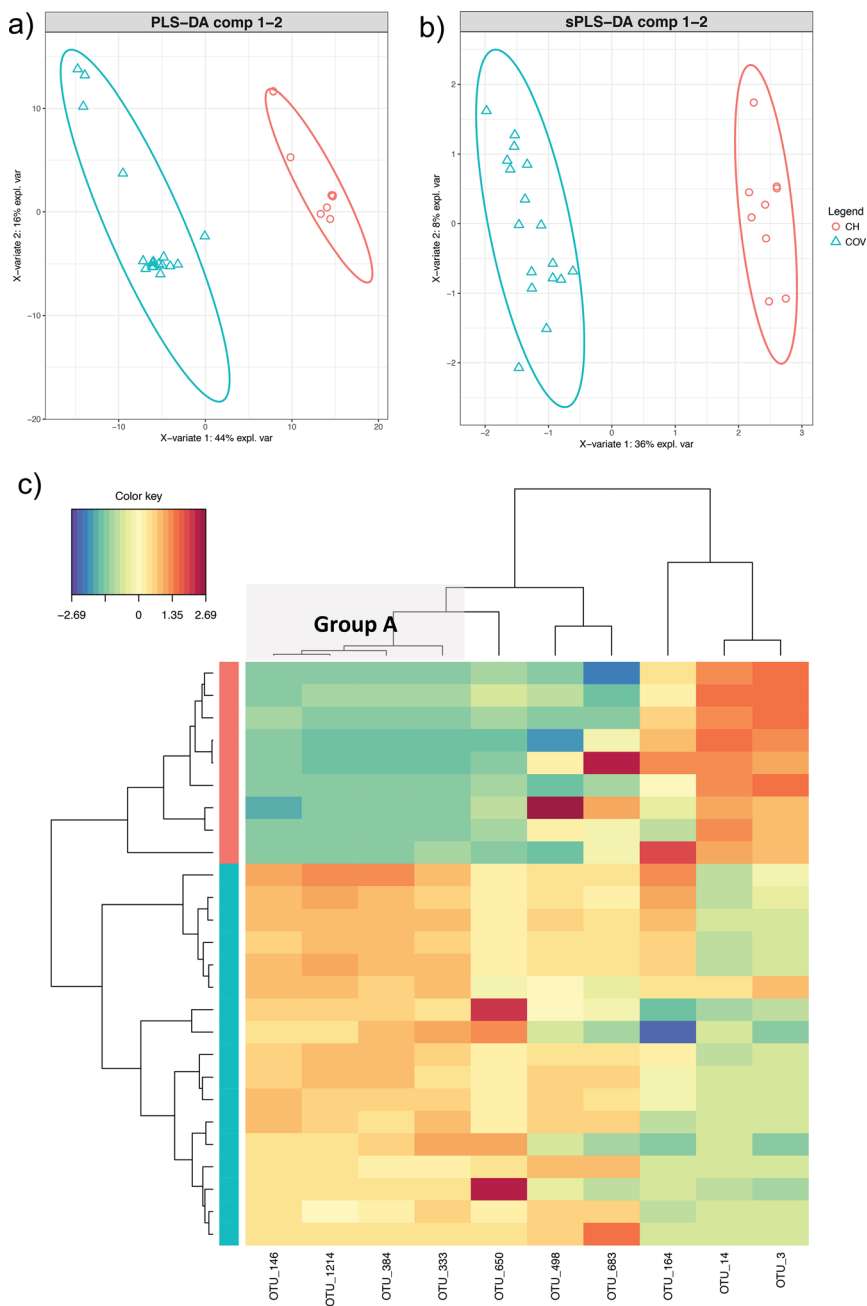 a)
PLS−DA comp 1−2
10
0
−10
−20
X−variate 2: 16% expl. var
−10
0
10
20
X−variate 1: 44% expl. var
b)
sPLS−DA comp 1−2
2
1
0
−1
−2
X−variate 2: 8% expl. var
−2
−1
0
1
2
3
X−variate 1: 36% expl. var
Legend
CH
COV
c)
Color key
−2.69
0
1.35
2.69
Group A
OTU_146
OTU_1214
OTU_384
OTU_333
OTU_650
OTU_498
OTU_683
OTU_164
OTU_14
OTU_3